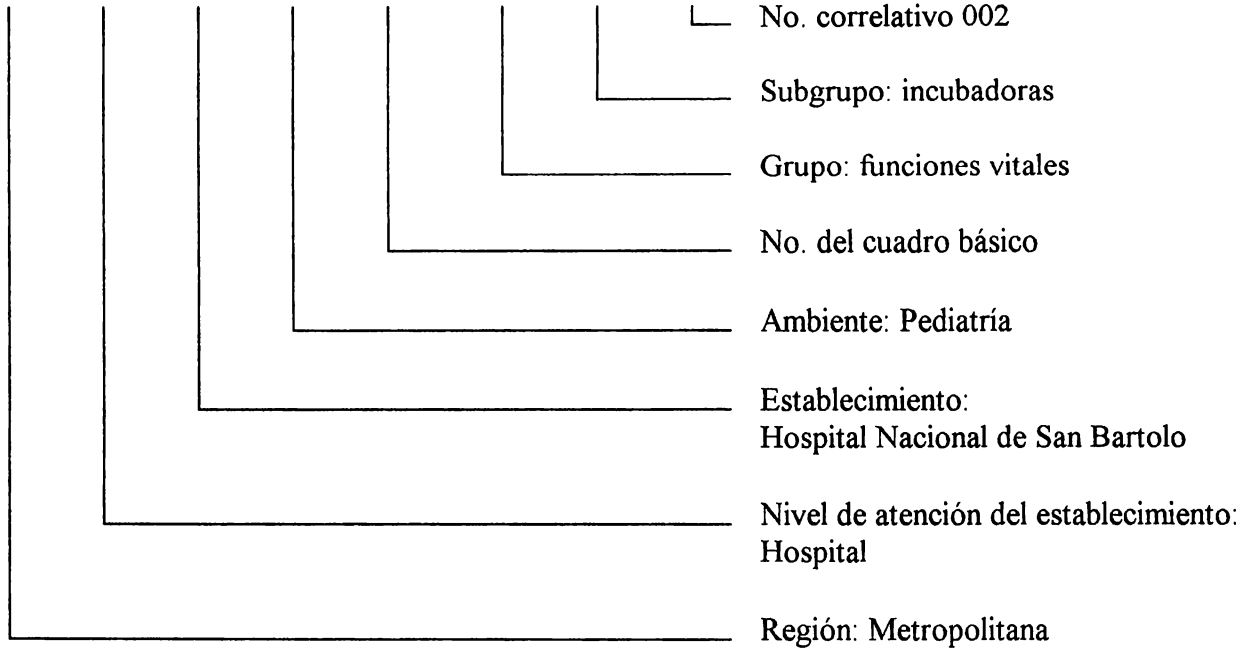 No. correlativo 002
Subgrupo: incubadoras
Grupo: funciones vitales
No. del cuadro básico
Ambiente: Pediatría
Establecimiento:
Hospital Nacional de San Bartolo
Nivel de atención del establecimiento:
Hospital
Región: Metropolitana